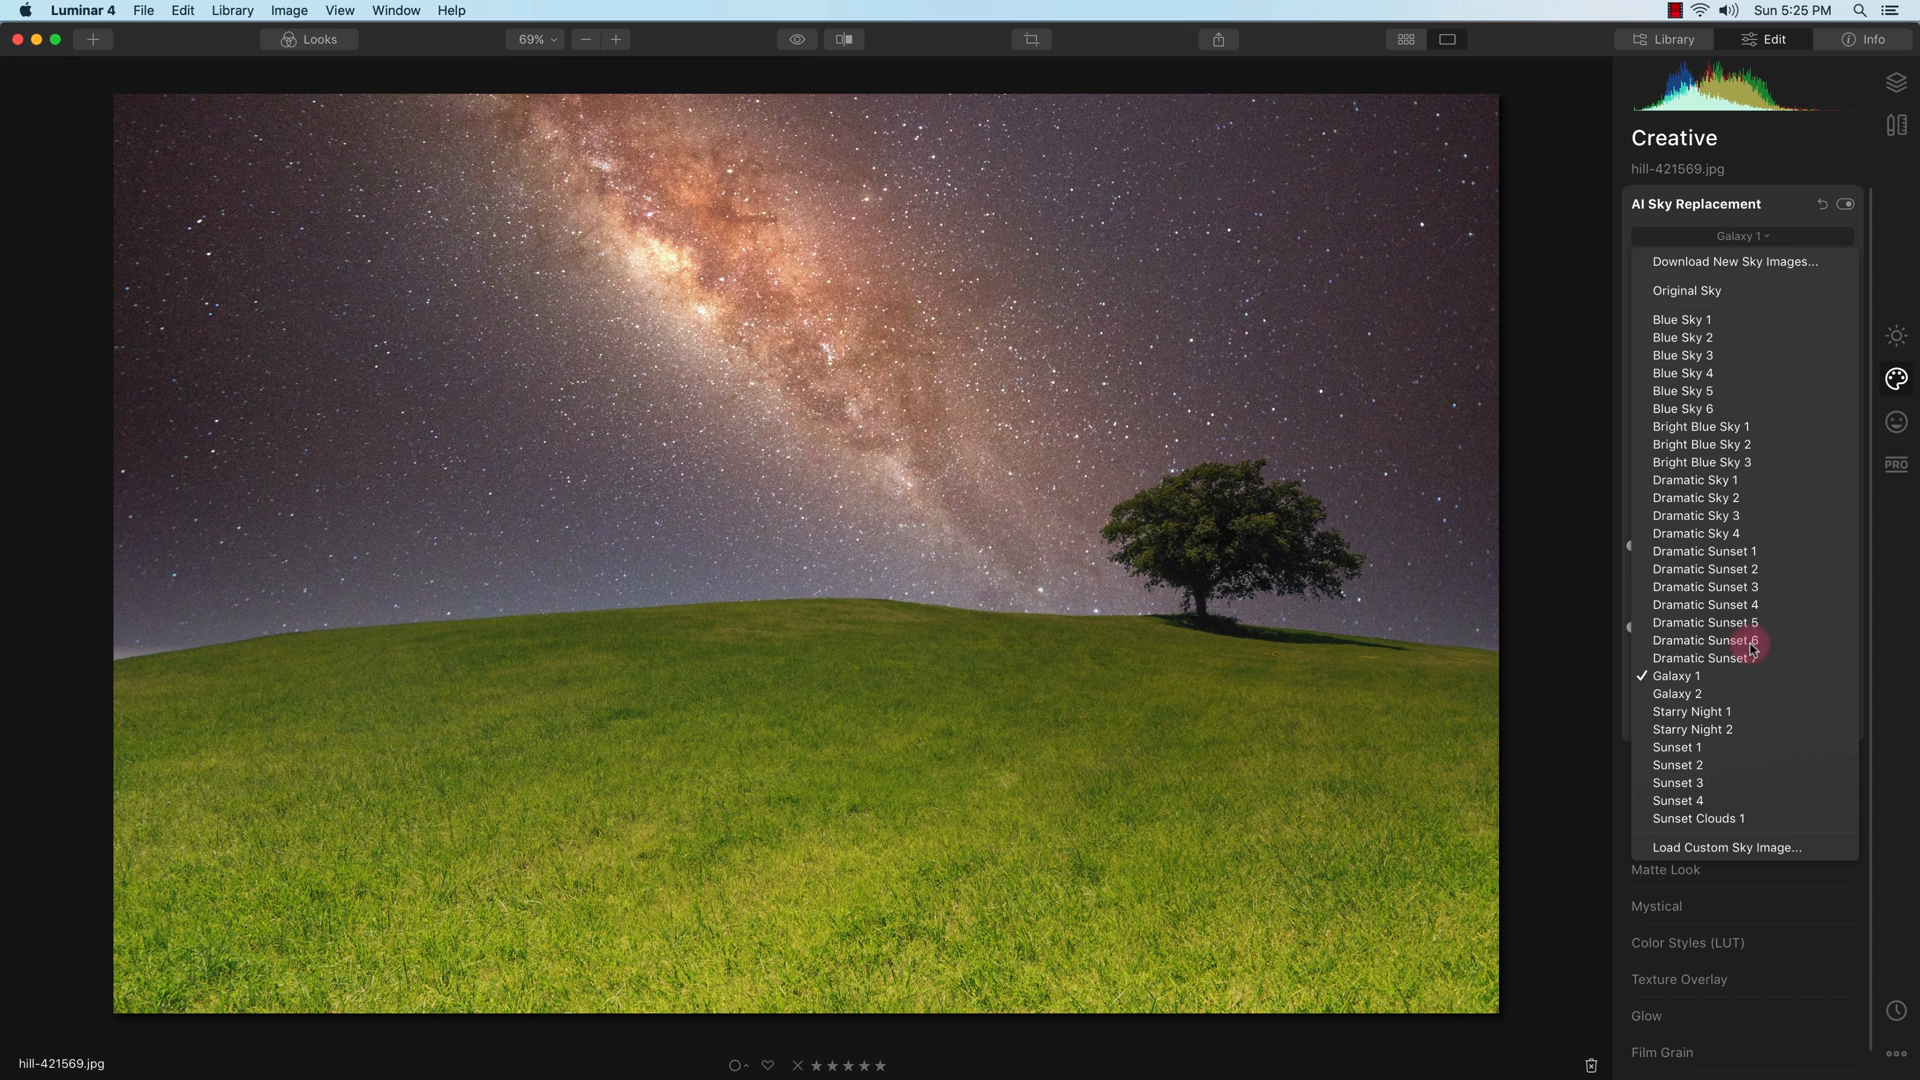 Luminar 4 File Edit Library Image View Window Help Sun 5:25 PM
Looks 69% Library Edit Info
Creative
hill-421569.jpg
AI Sky Replacement
Galaxy 1
Download New Sky Images...
Original Sky
Blue Sky 1
Blue Sky 2
Blue Sky 3
Blue Sky 4
Blue Sky 5
Blue Sky 6
Bright Blue Sky 1
Bright Blue Sky 2
Bright Blue Sky 3
Dramatic Sky 1
Dramatic Sky 2
Dramatic Sky 3
Dramatic Sky 4
Dramatic Sunset 1
Dramatic Sunset 2
Dramatic Sunset 3
Dramatic Sunset 4
Dramatic Sunset 5
Dramatic Sunset 6
Dramatic Sunset 7
Galaxy 1
Galaxy 2
Starry Night 1
Starry Night 2
Sunset 1
Sunset 2
Sunset 3
Sunset 4
Sunset Clouds 1
Load Custom Sky Image...
Matte Look
Mystical
Color Styles (LUT)
Texture Overlay
Glow
Film Grain
PRO
hill-421569.jpg